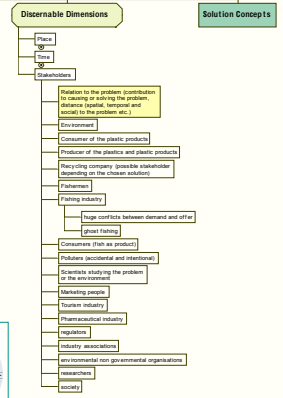 Discernable Dimensions
Solution Concepts
Place
Time
Stakeholders
Relation to the problem (contribution
to causing or solving the problem,
distance (spatial, temporal and
social) to the problem etc.)
Environment
Consumer of the plastic products
Producer of the plastics and plastic products
Recycling company (possible stakeholder
depending on the chosen solution)
Fishermen
Fishing industry
huge conflicts between demand and offer
ghost fishing
Consumers (fish as product)
Polluters (accidental and intentional)
Scientists studying the problem
or the environment
Marketing people
Tourism industry
Pharmaceutical industry
regulators
industry associations
environmental non governmental organisations
researchers
society